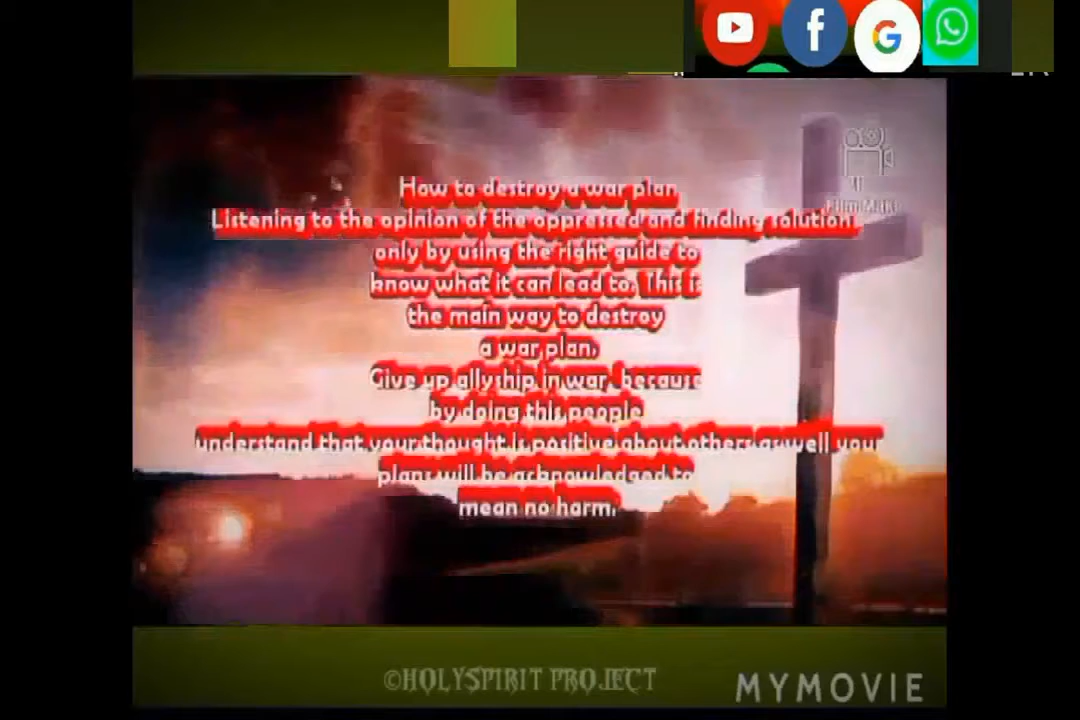 How to destroy a war plan
Listening to the opinion of the oppressed and finding solution,
only by using the right guide to
know what it can lead to. This is
the main way to destroy
a war plan.
Give up allyship in war, because
by doing this people
understand that your thought is positive about others as well your
plans will be acknowledged to
mean no harm.
©HOLYSPIRIT PROJECT
MYMOVIE